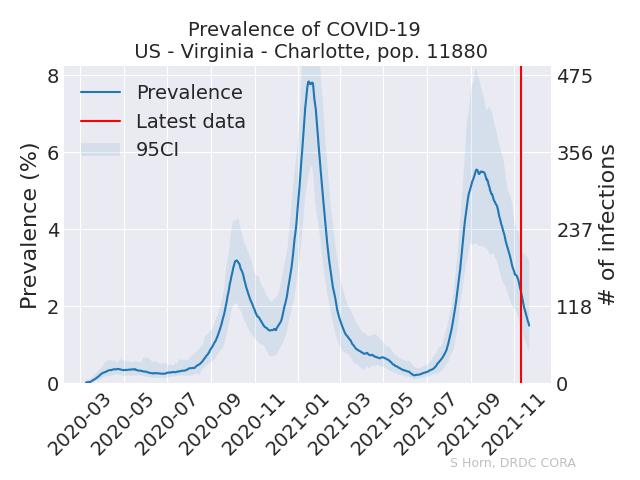 Prevalence of COVID-19
US - Virginia - Charlotte, pop. 11880
Prevalence
Latest data
95CI
Prevalence (%)
8
6
4
2
0
475
356
237
118
0
# of infections
2020-03
2020-05
2020-07
2020-09
2020-11
2021-01
2021-03
2021-05
2021-07
2021-09
2021-11
S Horn, DRDC CORA